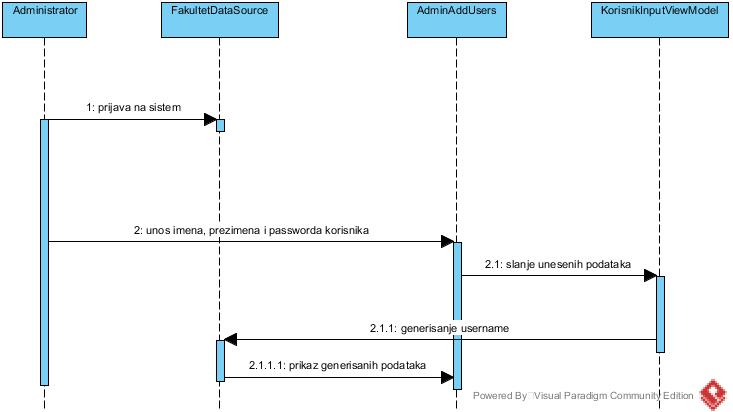 Administrator
FakultetDataSource
AdminAddUsers
KorisnikInputViewModel
1: prijava na sistem
2: unos imena, prezimena i passworda korisnika
2.1: slanje unesenih podataka
2.1.1: generisanje username
2.1.1.1: prikaz generisanih podataka
Powered By Visual Paradigm Community Edition